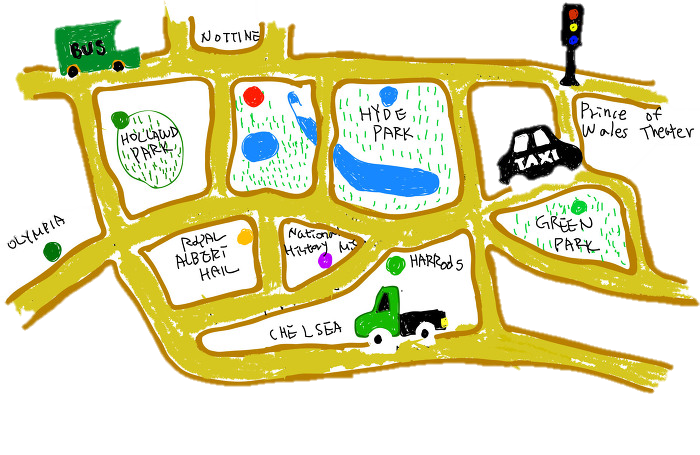 BUS
NOTTINE
HYDE
PARK
Prince of
Wales Theater
HOLLAND
PARK
TAXI
OLYMPIA
ROYAL
ALBERT
HAIL
National
History
GREEN
PARK
HARRODS
CHELSEA